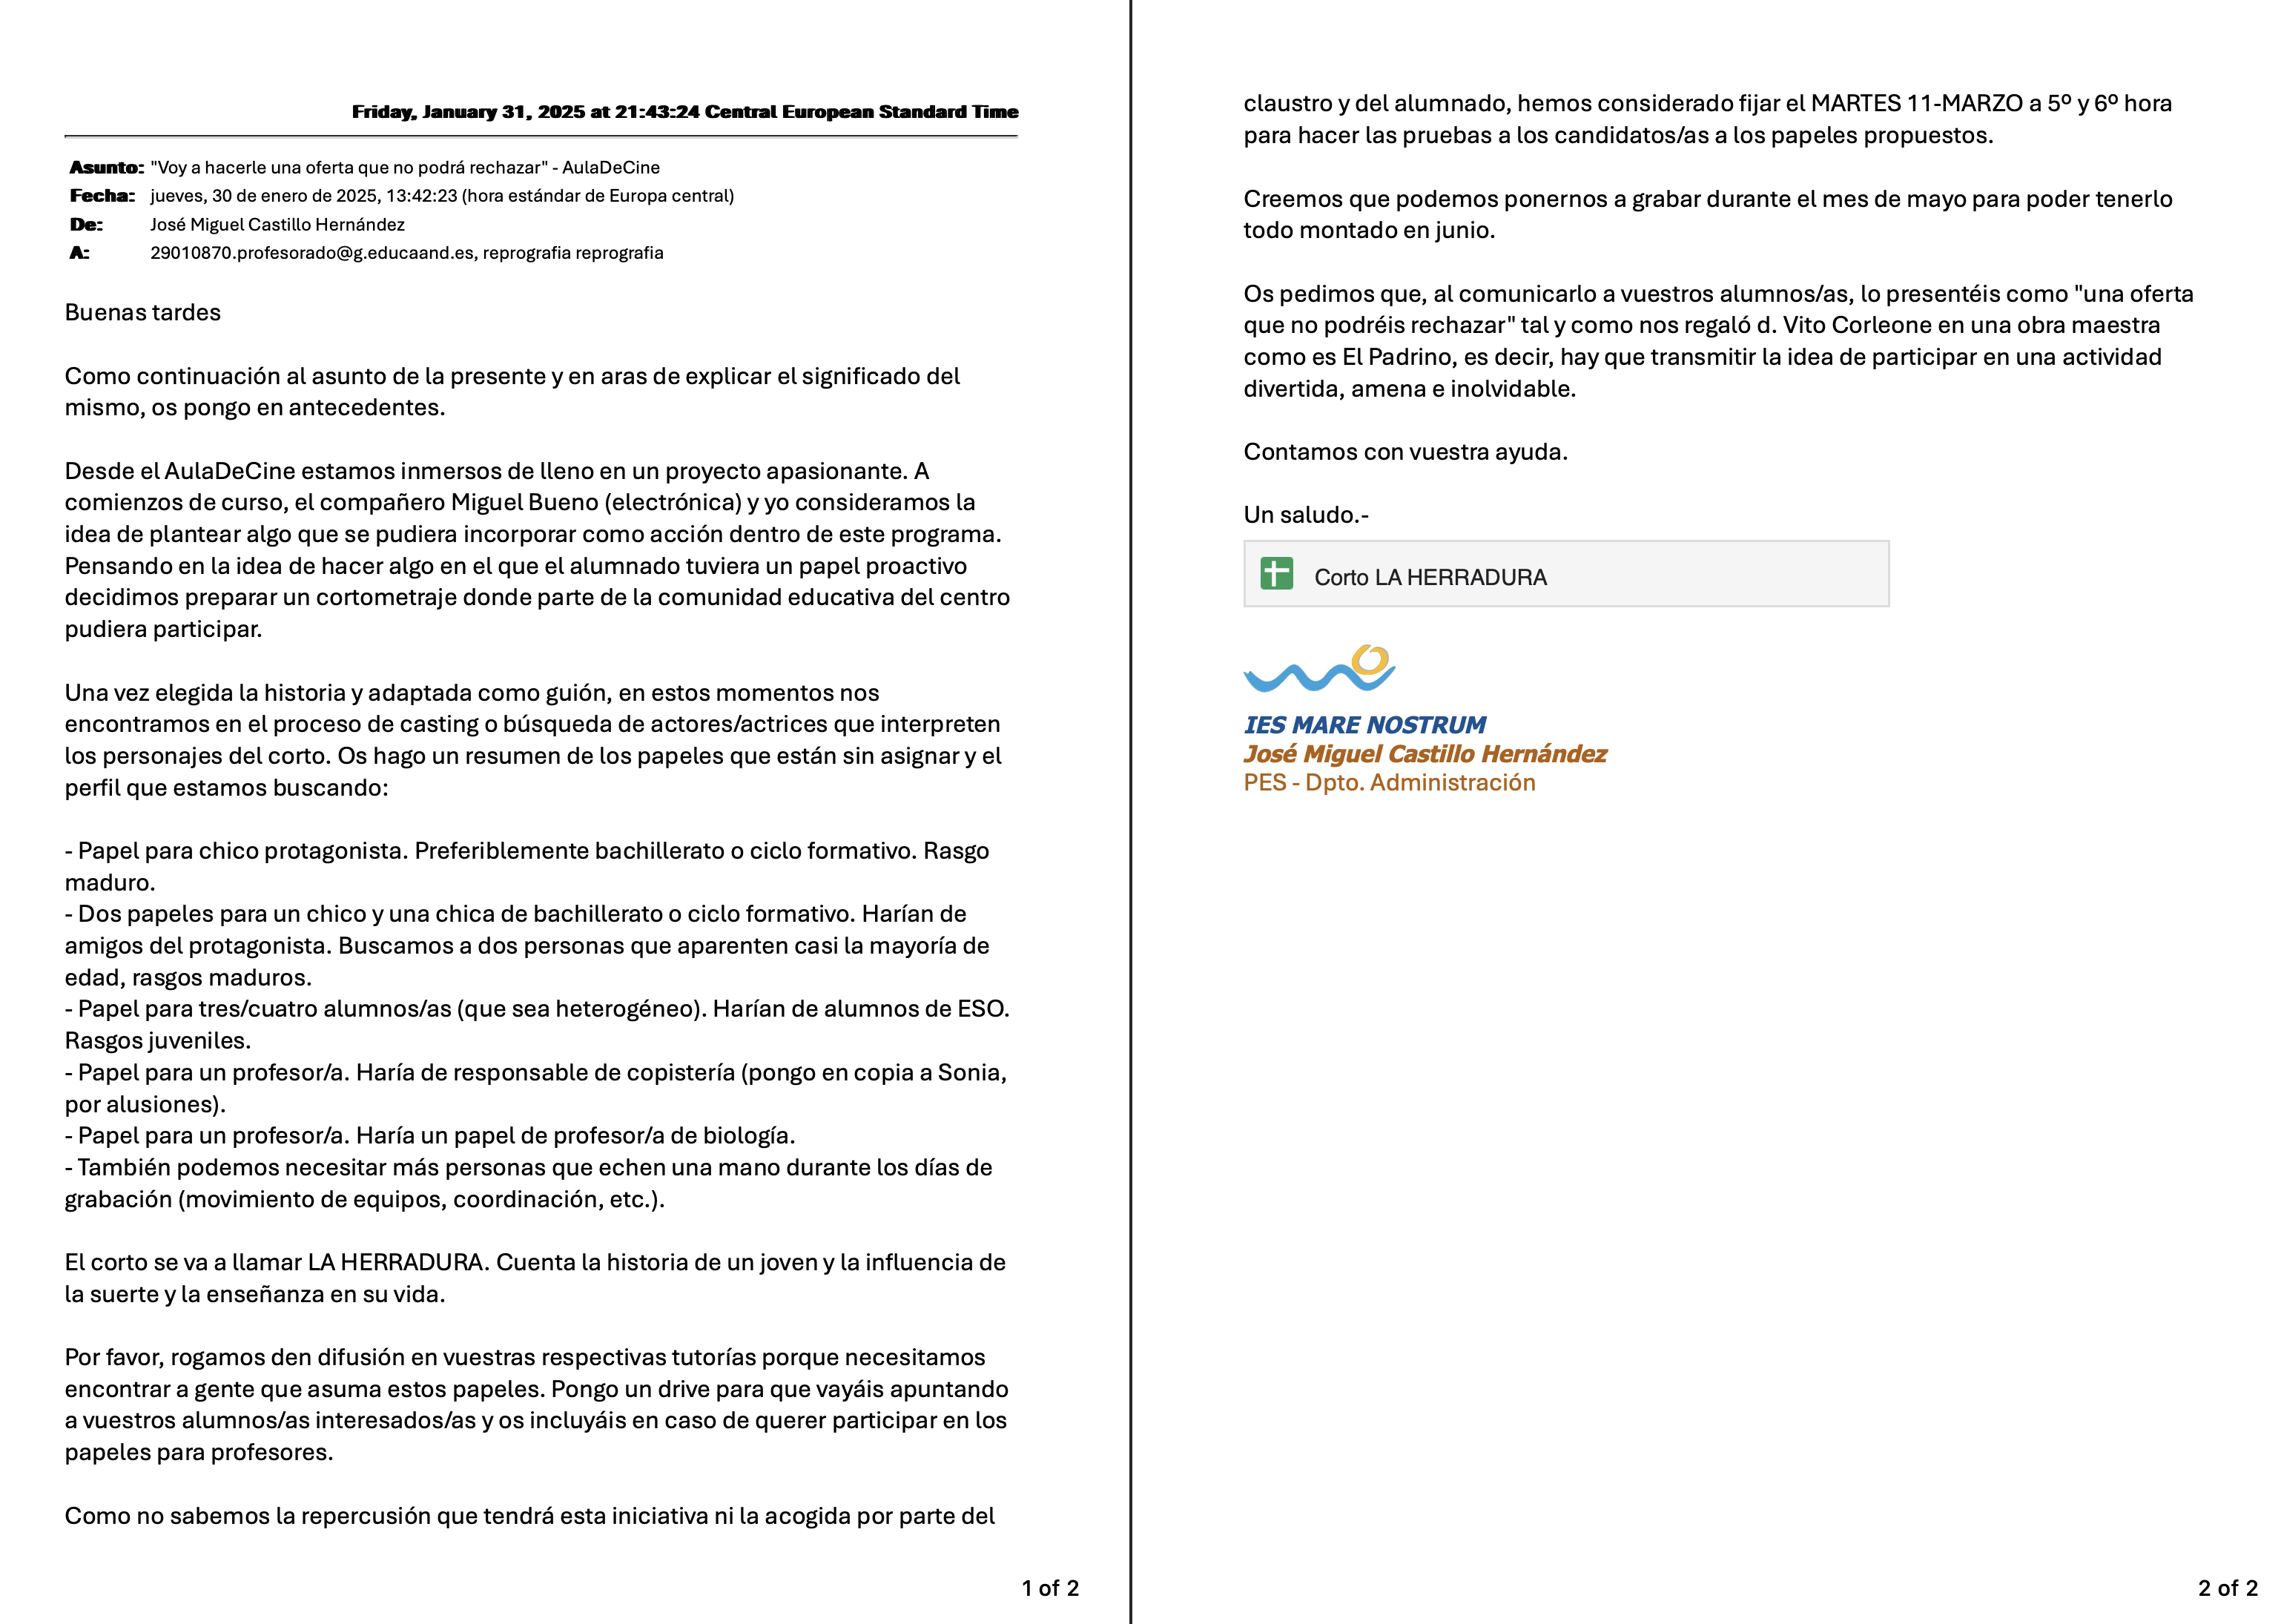 Friday, January 31, 2025 at 21:43:24 Central European Standard Time
Asunto: "Voy a hacerle una oferta que no podrá rechazar" - AulaDeCine
Fecha: jueves, 30 de enero de 2025, 13:42:23 (hora estándar de Europa central)
De: José Miguel Castillo Hernández
A: 29010870.profesorado@g.educaand.es, reprografia reprografia
Buenas tardes
Como continuación al asunto de la presente y en aras de explicar el significado del
mismo, os pongo en antecedentes.
Desde el AulaDeCine estamos inmersos de lleno en un proyecto apasionante. A
comienzos de curso, el compañero Miguel Bueno (electrónica) y yo consideramos la
idea de plantear algo que se pudiera incorporar como acción dentro de este programa.
Pensando en la idea de hacer algo en el que el alumnado tuviera un papel proactivo
decidimos preparar un cortometraje donde parte de la comunidad educativa del centro
pudiera participar.
Una vez elegida la historia y adaptada como guión, en estos momentos nos
encontramos en el proceso de casting o búsqueda de actores/actrices que interpreten
los personajes del corto. Os hago un resumen de los papeles que están sin asignar y el
perfil que estamos buscando:
- Papel para chico protagonista. Preferiblemente bachillerato o ciclo formativo. Rasgo
maduro.
- Dos papeles para un chico y una chica de bachillerato o ciclo formativo. Harían de
amigos del protagonista. Buscamos a dos personas que aparenten casi la mayoría de
edad, rasgos maduros.
- Papel para tres/cuatro alumnos/as (que sea heterogéneo). Harían de alumnos de ESO.
Rasgos juveniles.
- Papel para un profesor/a. Haría de responsable de copistería (pongo en copia a Sonia,
por alusiones).
- Papel para un profesor/a. Haría un papel de profesor/a de biología.
- También podemos necesitar más personas que echen una mano durante los días de
grabación (movimiento de equipos, coordinación, etc.).
El corto se va a llamar LA HERRADURA. Cuenta la historia de un joven y la influencia de
la suerte y la enseñanza en su vida.
Por favor, rogamos den difusión en vuestras respectivas tutorías porque necesitamos
encontrar a gente que asuma estos papeles. Pongo un drive para que vayáis apuntando
a vuestros alumnos/as interesados/as y os incluyáis en caso de querer participar en los
papeles para profesores.
Como no sabemos la repercusión que tendrá esta iniciativa ni la acogida por parte del
1 of 2
claustro y del alumnado, hemos considerado fijar el MARTES 11-MARZO a 5º y 6º hora
para hacer las pruebas a los candidatos/as a los papeles propuestos.
Creemos que podemos ponernos a grabar durante el mes de mayo para poder tenerlo
todo montado en junio.
Os pedimos que, al comunicarlo a vuestros alumnos/as, lo presentéis como "una oferta
que no podréis rechazar" tal y como nos regaló d. Vito Corleone en una obra maestra
como es El Padrino, es decir, hay que transmitir la idea de participar en una actividad
divertida, amena e inolvidable.
Contamos con vuestra ayuda.
Un saludo.-
Corto LA HERRADURA
IES MARE NOSTRUM
José Miguel Castillo Hernández
PES - Dpto. Administración
2 of 2